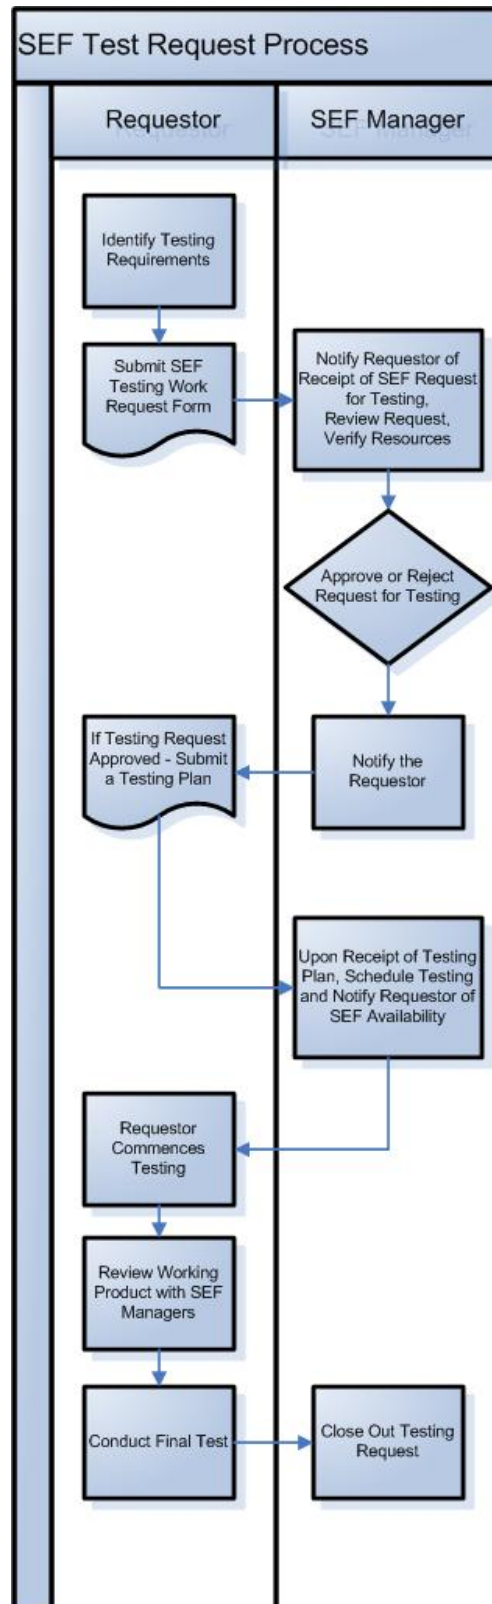 SEF Test Request Process
Requestor
SEF Manager
Identify Testing
Requirements
Submit SEF
Testing Work
Request Form
Notify Requestor of
Receipt of SEF Request
for Testing,
Review Request,
Verify Resources
Approve or Reject
Request for Testing
If Testing Request
Approved - Submit
a Testing Plan
Notify the
Requestor
Upon Receipt of Testing
Plan, Schedule Testing
and Notify Requestor of
SEF Availability
Requestor
Commences
Testing
Review Working
Product with SEF
Managers
Conduct Final Test
Close Out Testing
Request